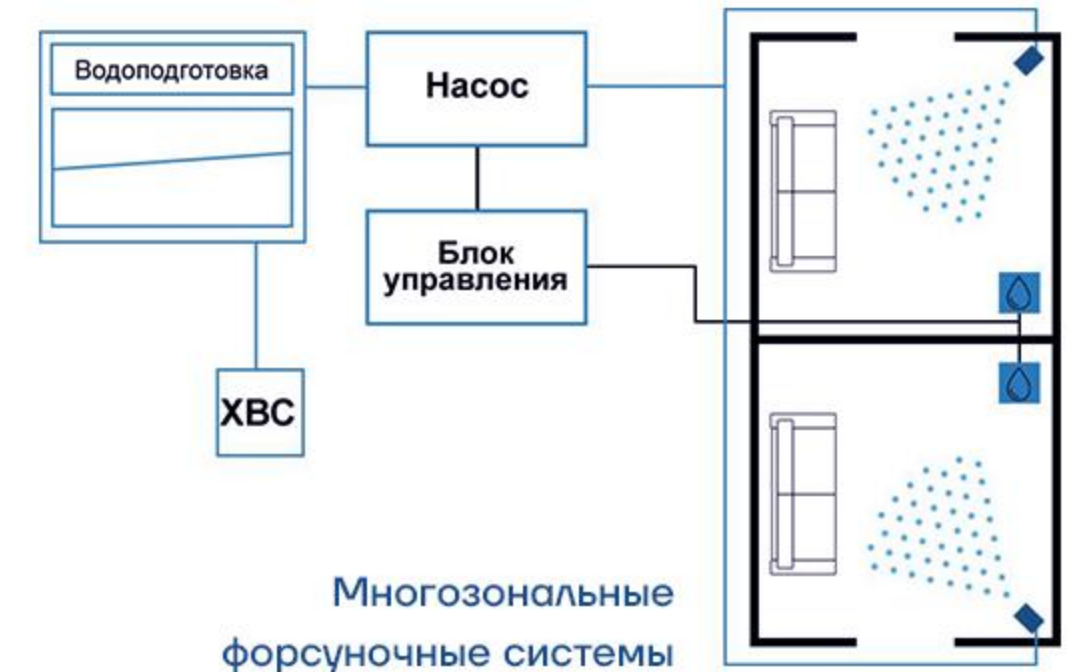 Водоподготовка
Насос
Блок
управления
ХВС
Многозональные
форсуночные системы